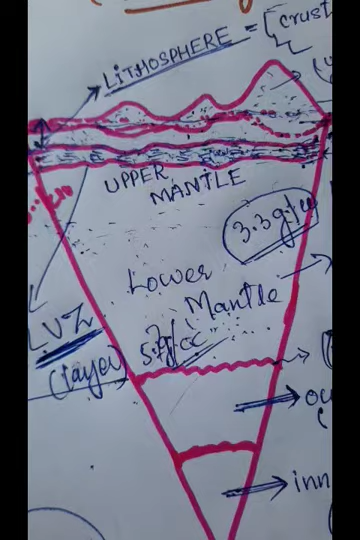 LITHOSPHERE = [Crust
UPPER
MANTLE
3.3g/cc
Lower
Mantle
5.7g/cc
LVZ
(layer)
inn